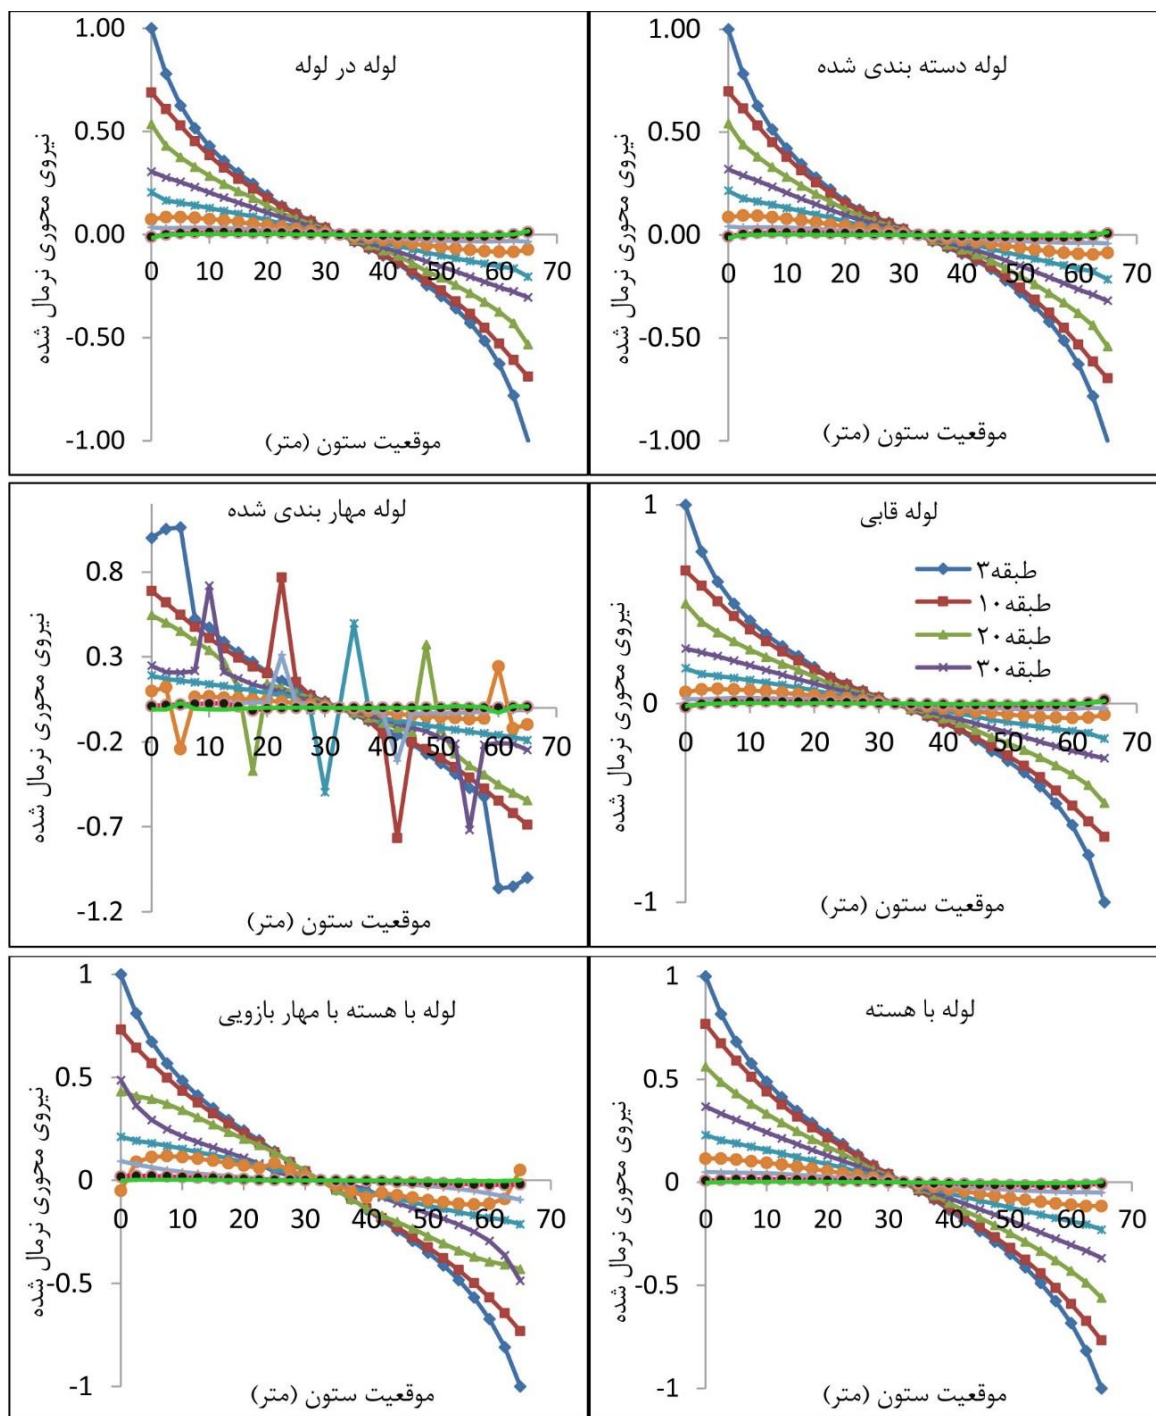 لوله دسته بندی شده
نیروی محوری نرمال شده
1.00
0.50
0.00
-0.50
-1.00
0 10 20 30 40 50 60 70
موقعیت ستون (متر)
لوله در لوله
نیروی محوری نرمال شده
1.00
0.50
0.00
-0.50
-1.00
0 10 20 30 40 50 60 70
موقعیت ستون (متر)
لوله قابی
نیروی محوری نرمال شده
1
0
-1
0 10 20 30 40 50 60 70
طبقه۳
طبقه۱۰
طبقه۲۰
طبقه۳۰
موقعیت ستون (متر)
لوله مهار بندی شده
نیروی محوری نرمال شده
0.8
0.3
-0.2
-0.7
-1.2
0 10 20 30 40 50 60 70
موقعیت ستون (متر)
لوله با هسته
نیروی محوری نرمال شده
1
0.5
0
-0.5
-1
0 10 20 30 40 50 60 70
موقعیت ستون (متر)
لوله با هسته با مهار بازویی
نیروی محوری نرمال شده
1
0.5
0
-0.5
-1
0 10 20 30 40 50 60 70
موقعیت ستون (متر)